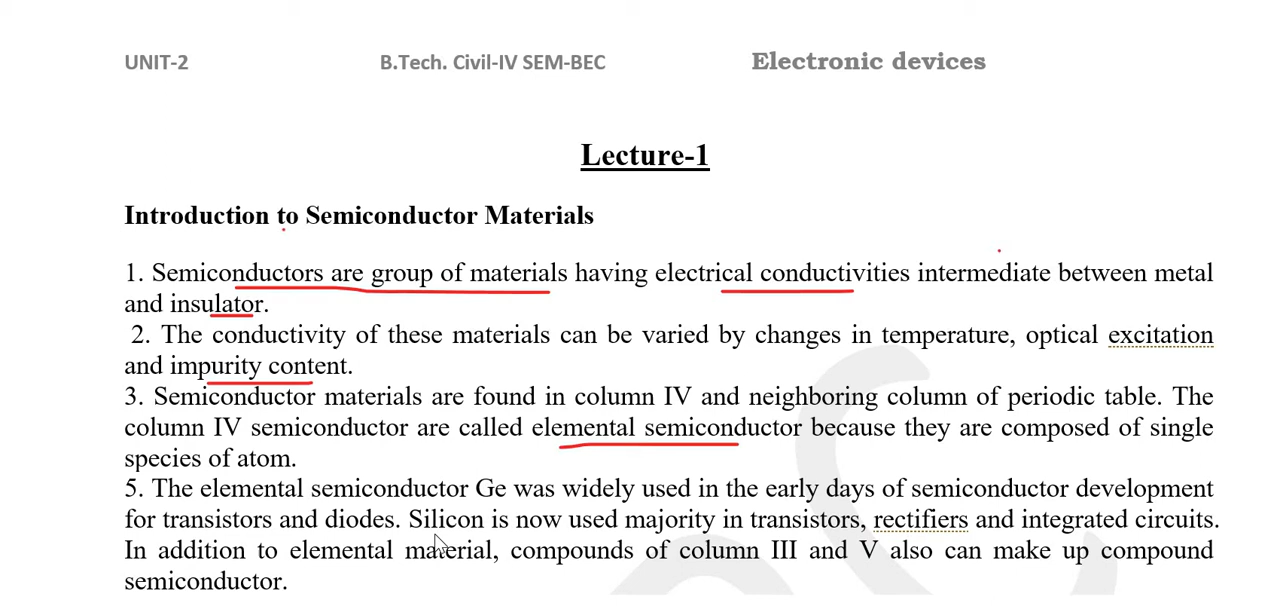 UNIT-2 B.Tech. Civil-IV SEM-BEC Electronic devices
Lecture-1
Introduction to Semiconductor Materials
1. Semiconductors are group of materials having electrical conductivities intermediate between metal
and insulator.
2. The conductivity of these materials can be varied by changes in temperature, optical excitation
and impurity content.
3. Semiconductor materials are found in column IV and neighboring column of periodic table. The
column IV semiconductor are called elemental semiconductor because they are composed of single
species of atom.
5. The elemental semiconductor Ge was widely used in the early days of semiconductor development
for transistors and diodes. Silicon is now used majority in transistors, rectifiers and integrated circuits.
In addition to elemental material, compounds of column III and V also can make up compound
semiconductor.